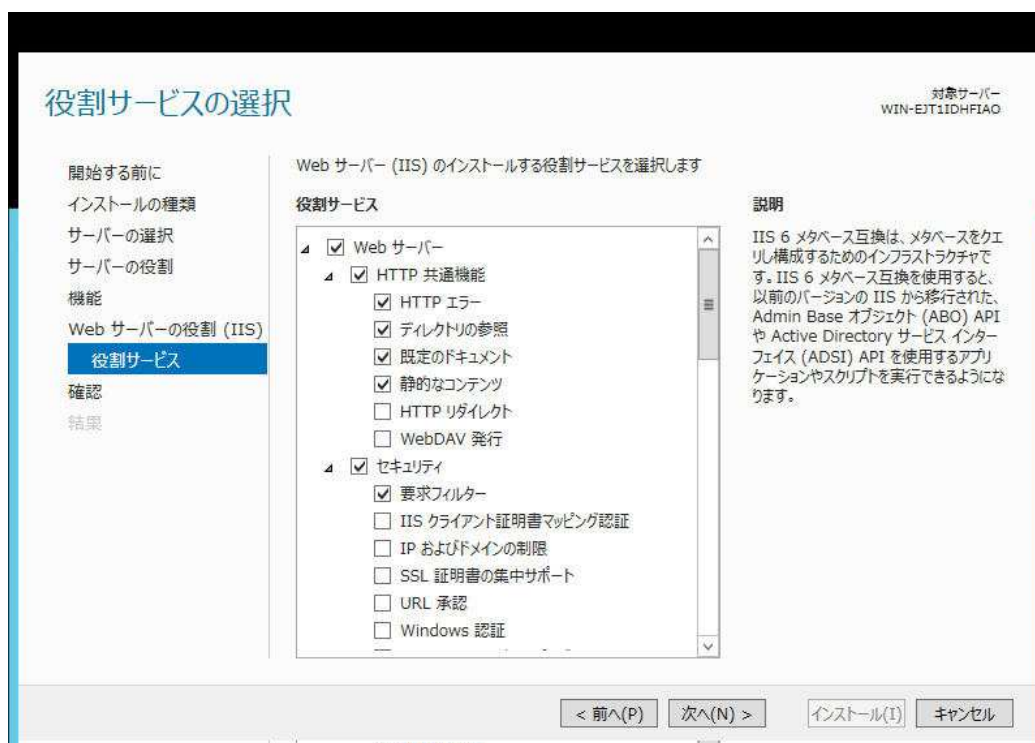 役割サービスの選択
対象サーバー
WIN-EJT1IDHFIAO
開始する前に
インストールの種類
サーバーの選択
サーバーの役割
機能
Web サーバーの役割 (IIS)
役割サービス
確認
結果
Web サーバー (IIS) のインストールする役割サービスを選択します
役割サービス
Web サーバー
HTTP 共通機能
HTTP エラー
ディレクトリの参照
既定のドキュメント
静的なコンテンツ
HTTP リダイレクト
WebDAV 発行
セキュリティ
要求フィルター
IIS クライアント証明書マッピング認証
IP およびドメインの制限
SSL 証明書の集中サポート
URL 承認
Windows 認証
説明
IIS 6 メタベース互換は、メタベースをクエ
リし構成するためのインフラストラクチャで
す。IIS 6 メタベース互換を使用すると、
以前のバージョンの IIS から移行された、
Admin Base オブジェクト (ABO) API
や Active Directory サービス インター
フェイス (ADSI) API を使用するアプリ
ケーションやスクリプトを実行できるようにな
ります。
< 前へ(P)
次へ(N) >
インストール(I)
キャンセル